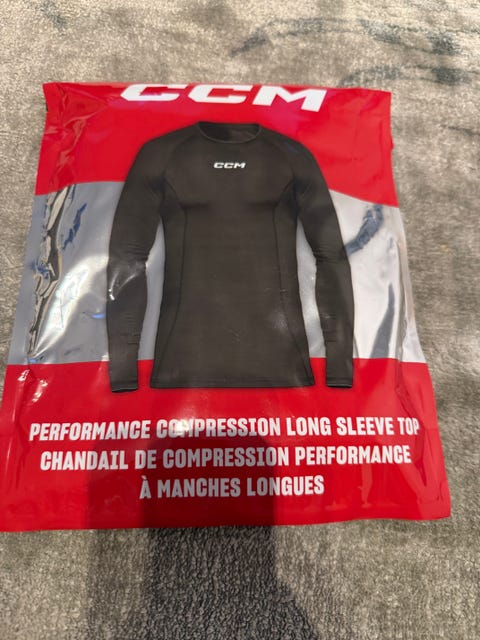 CCM
CCM
PERFORMANCE COMPRESSION LONG SLEEVE TOP
CHANDAIL DE COMPRESSION PERFORMANCE
À MANCHES LONGUES